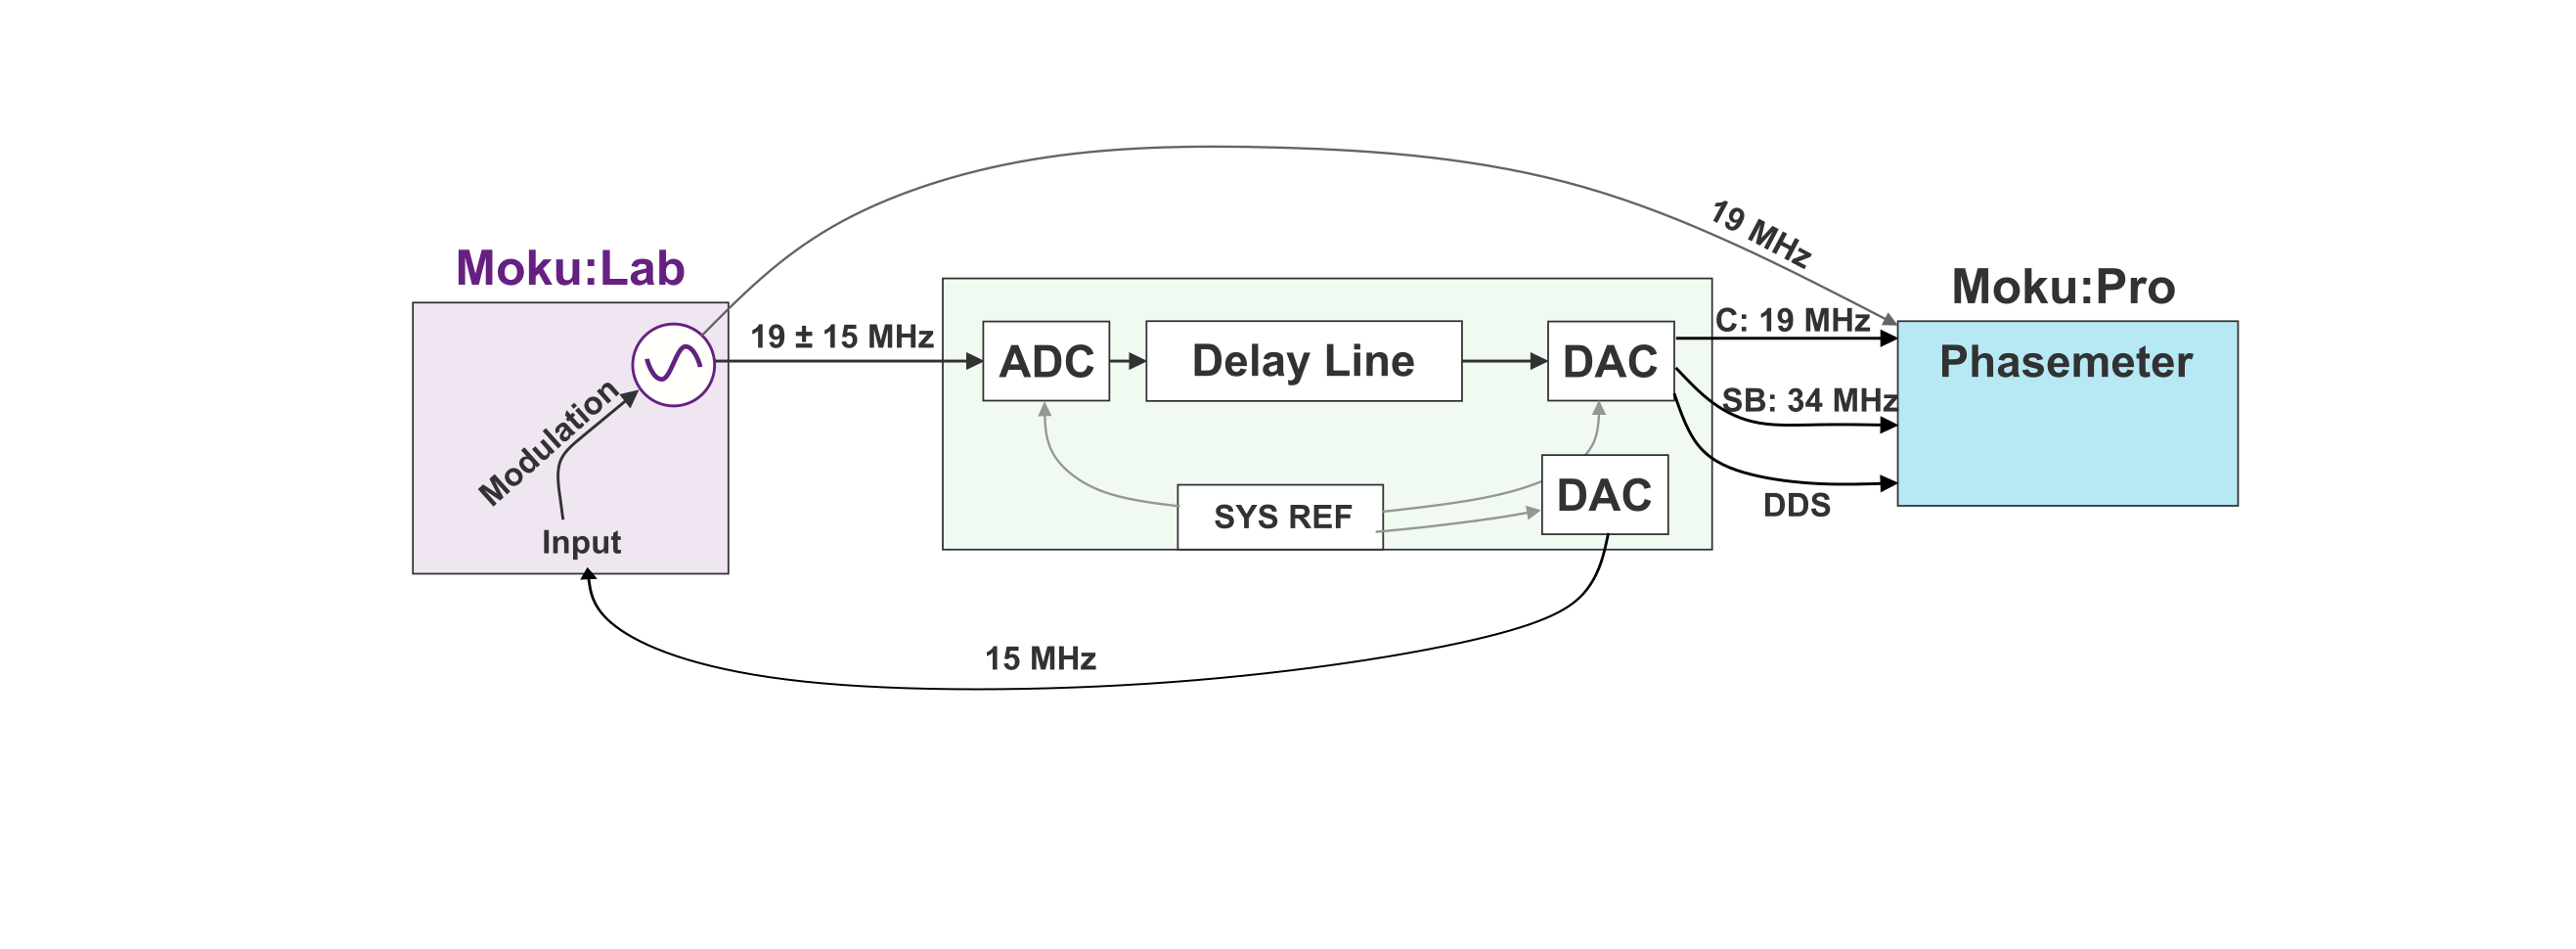 19 MHz
Moku:Lab
Moku:Pro
19 ± 15 MHz
C: 19 MHz
ADC
Delay Line
DAC
Phasemeter
Modulation
SB: 34 MHz
SYS REF
DAC
DDS
Input
15 MHz